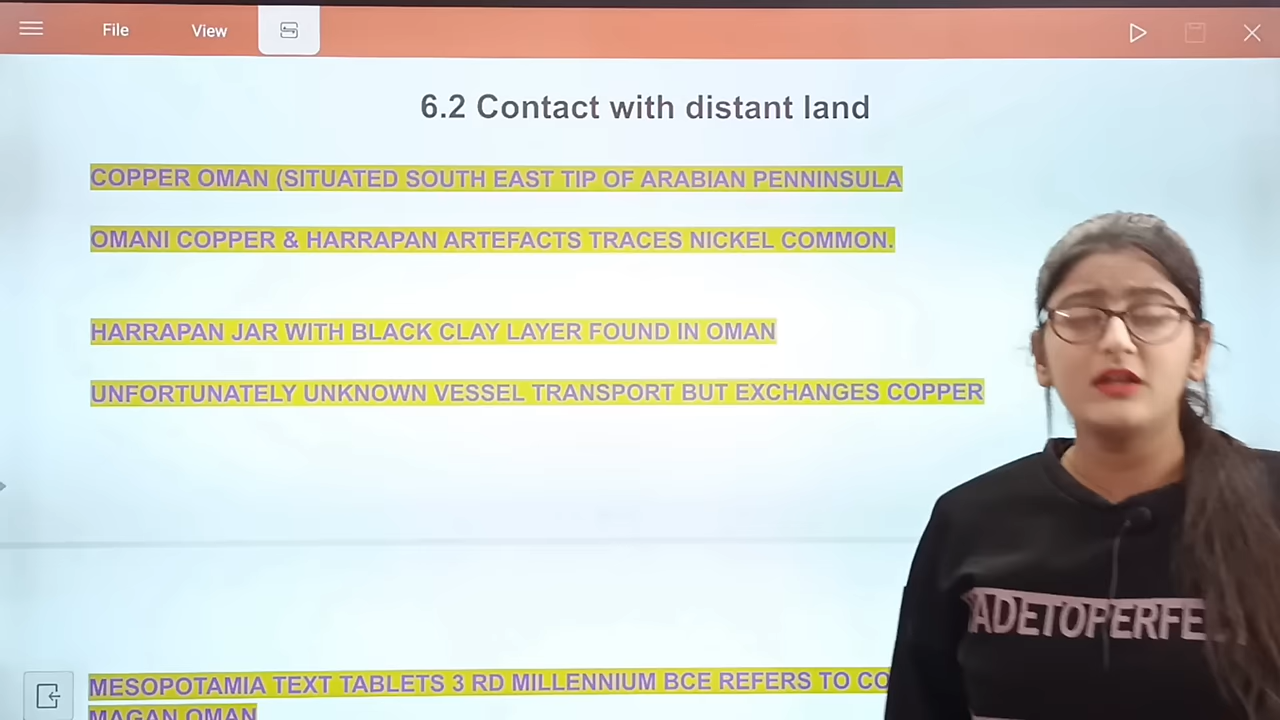 File View
6.2 Contact with distant land
COPPER OMAN (SITUATED SOUTH EAST TIP OF ARABIAN PENNINSULA
OMANI COPPER & HARRAPAN ARTEFACTS TRACES NICKEL COMMON.
HARRAPAN JAR WITH BLACK CLAY LAYER FOUND IN OMAN
UNFORTUNATELY UNKNOWN VESSEL TRANSPORT BUT EXCHANGES COPPER
MESOPOTAMIA TEXT TABLETS 3 RD MILLENNIUM BCE REFERS TO
MAGAN OMAN